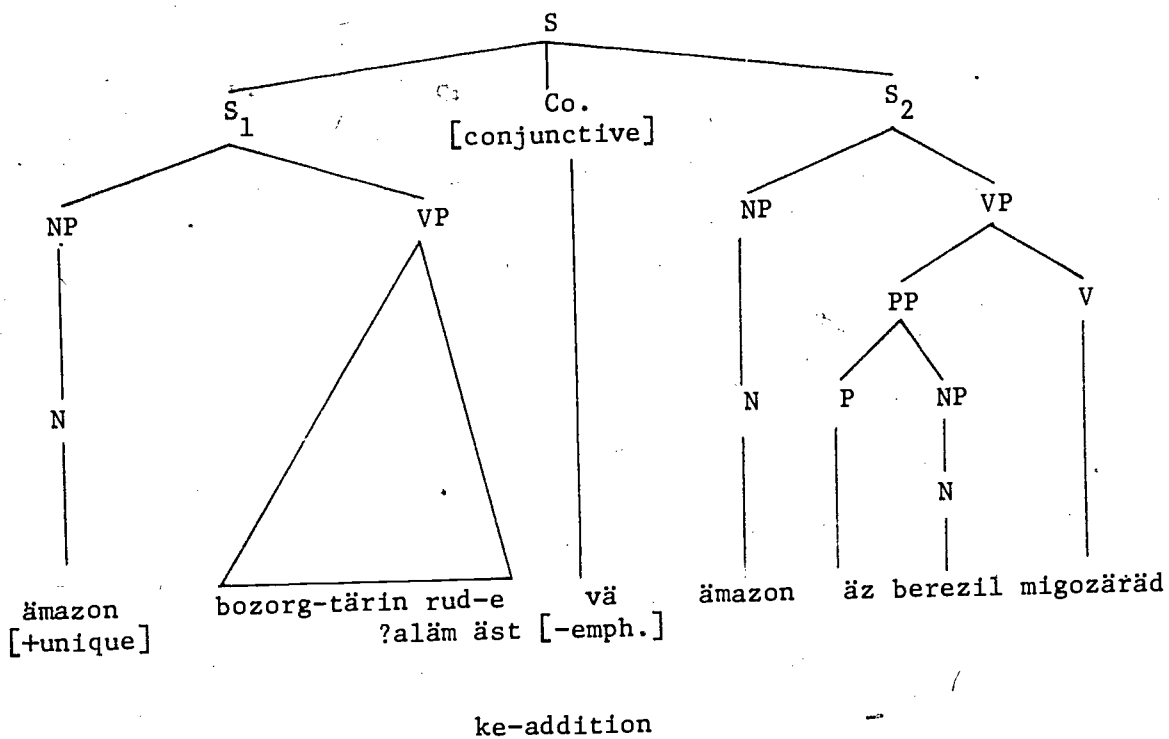 S
S1 Co. S2
[conjunctive]
NP VP NP VP
PP V
N N P NP
N
ämazon bozorg-tärin rud-e vä ämazon äz berezil migozäräd
[+unique] ?aläm äst [-emph.]
ke-addition